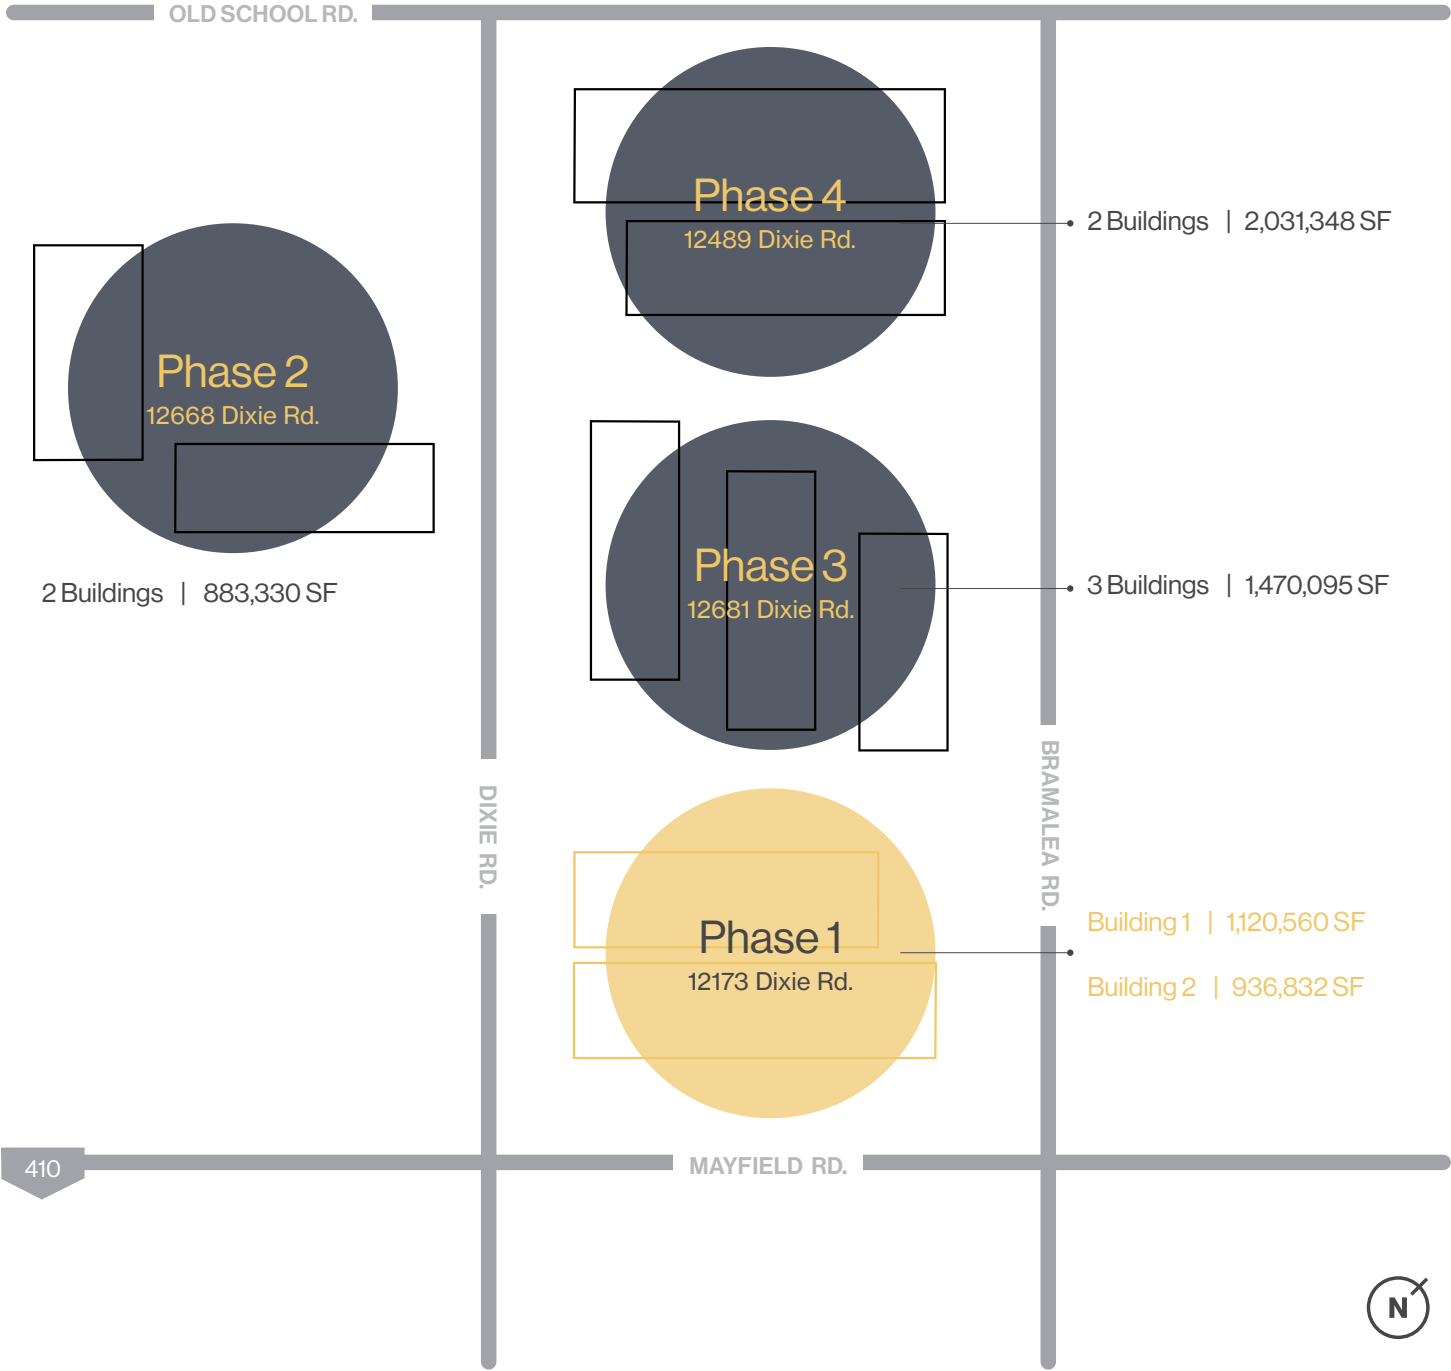 OLD SCHOOL RD.
Phase 4
12489 Dixie Rd.
2 Buildings | 2,031,348 SF
Phase 2
12668 Dixie Rd.
2 Buildings | 883,330 SF
Phase 3
12681 Dixie Rd.
3 Buildings | 1,470,095 SF
DIXIE RD.
BRAMALEA RD.
Phase 1
12173 Dixie Rd.
Building 1 | 1,120,560 SF
Building 2 | 936,832 SF
410
MAYFIELD RD.
N